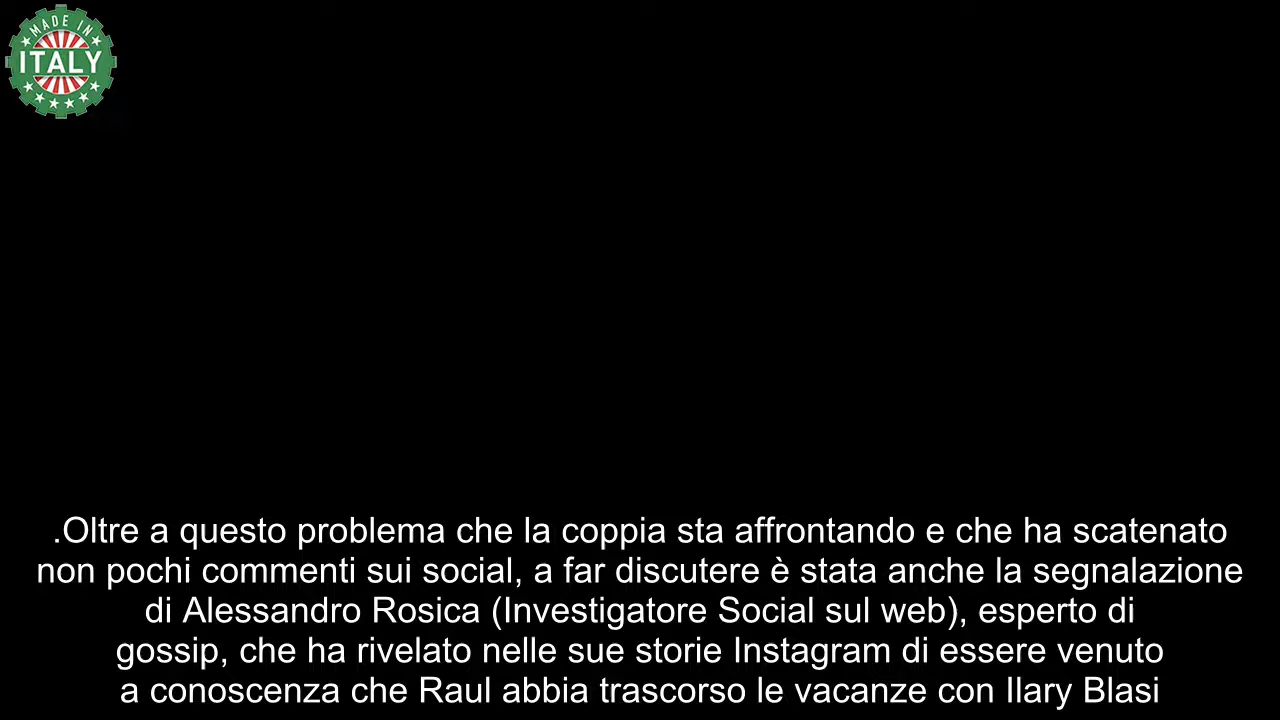 MADE IN
ITALY
.Oltre a questo problema che la coppia sta affrontando e che ha scatenato
non pochi commenti sui social, a far discutere è stata anche la segnalazione
di Alessandro Rosica (Investigatore Social sul web), esperto di
gossip, che ha rivelato nelle sue storie Instagram di essere venuto
a conoscenza che Raul abbia trascorso le vacanze con Ilary Blasi